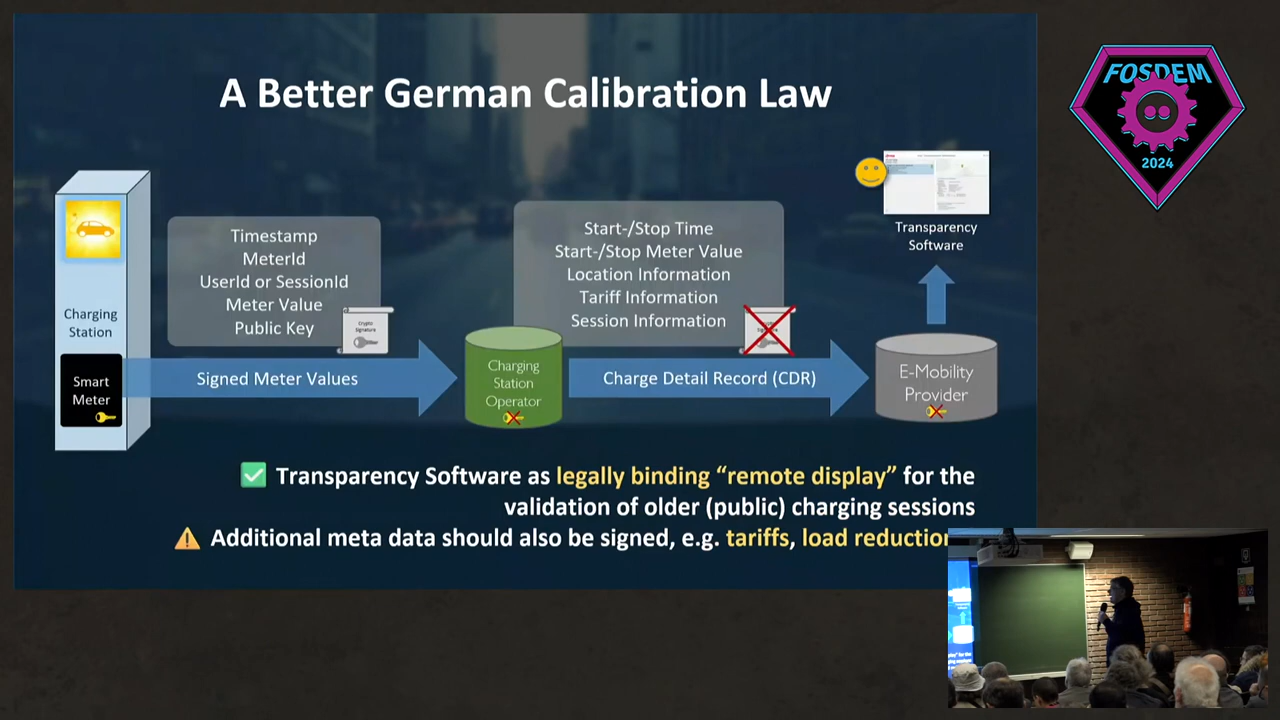 A Better German Calibration Law
FOSDEM
2024
Charging
Station
Smart
Meter
Timestamp
MeterId
UserId or SessionId
Meter Value
Public Key
Crypto
Signature
Signed Meter Values
Charging
Station
Operator
Start-/Stop Time
Start-/Stop Meter Value
Location Information
Tariff Information
Session Information
Charge Detail Record (CDR)
E-Mobility
Provider
Transparency
Software
✅ Transparency Software as legally binding “remote display” for the
validation of older (public) charging sessions
⚠ Additional meta data should also be signed, e.g. tariffs, load reduction